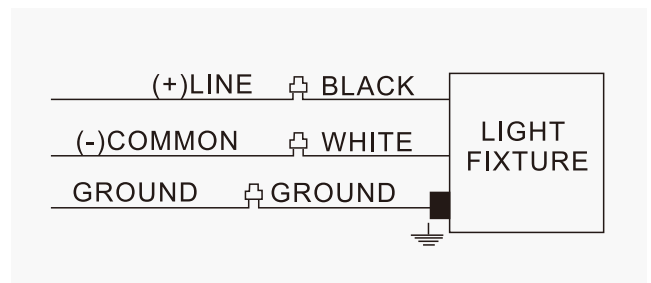 (+)LINE BLACK
(-)COMMON WHITE
GROUND GROUND
LIGHT
FIXTURE